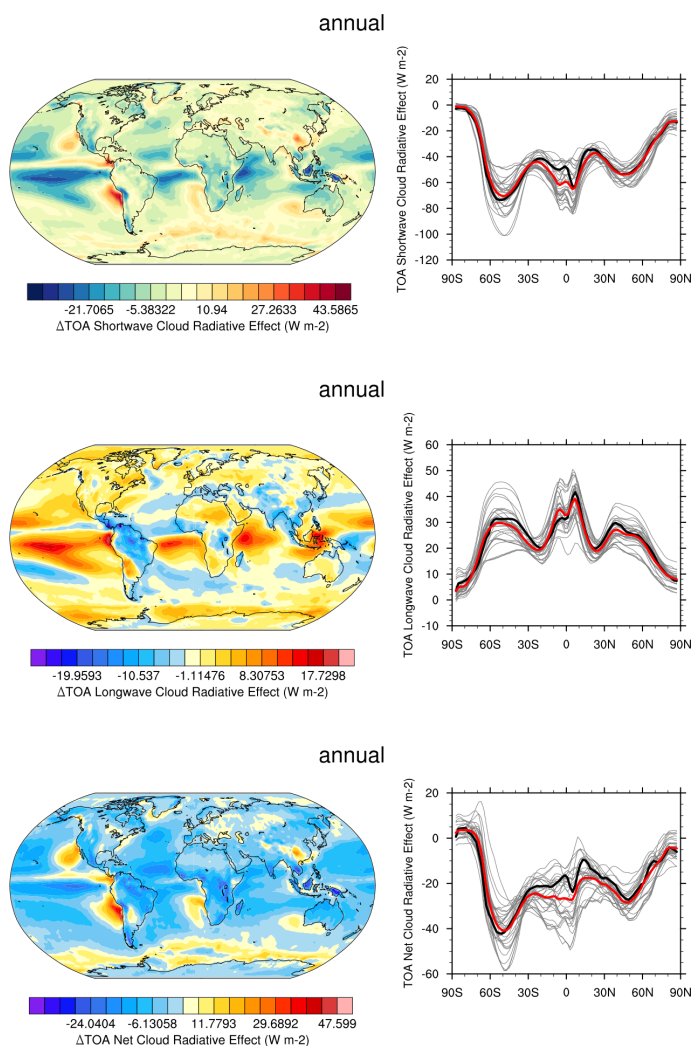 annual
-21.7065 -5.38322 10.94 27.2633 43.5865
ΔTOA Shortwave Cloud Radiative Effect (W m-2)
TOA Shortwave Cloud Radiative Effect (W m-2)
20
0
-20
-40
-60
-80
-100
-120
90S 60S 30S 0 30N 60N 90N
annual
-19.9593 -10.537 -1.11476 8.30753 17.7298
ΔTOA Longwave Cloud Radiative Effect (W m-2)
TOA Longwave Cloud Radiative Effect (W m-2)
60
50
40
30
20
10
0
-10
90S 60S 30S 0 30N 60N 90N
annual
-24.0404 -6.13058 11.7793 29.6892 47.599
ΔTOA Net Cloud Radiative Effect (W m-2)
TOA Net Cloud Radiative Effect (W m-2)
20
0
-20
-40
-60
90S 60S 30S 0 30N 60N 90N